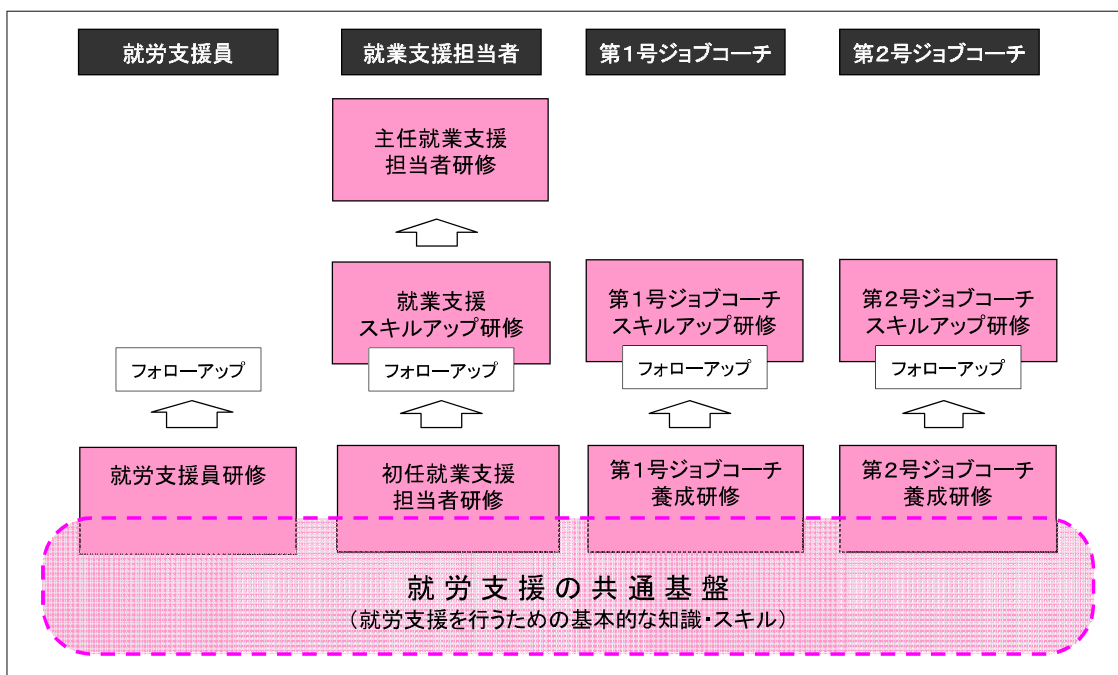 就労支援員
就業支援担当者
第１号ジョブコーチ
第２号ジョブコーチ
主任就業支援
担当者研修
就業支援
スキルアップ研修
第１号ジョブコーチ
スキルアップ研修
第２号ジョブコーチ
スキルアップ研修
フォローアップ
フォローアップ
フォローアップ
フォローアップ
就労支援員研修
初任就業支援
担当者研修
第１号ジョブコーチ
養成研修
第２号ジョブコーチ
養成研修
就労支援の共通基盤
（就労支援を行うための基本的な知識・スキル）